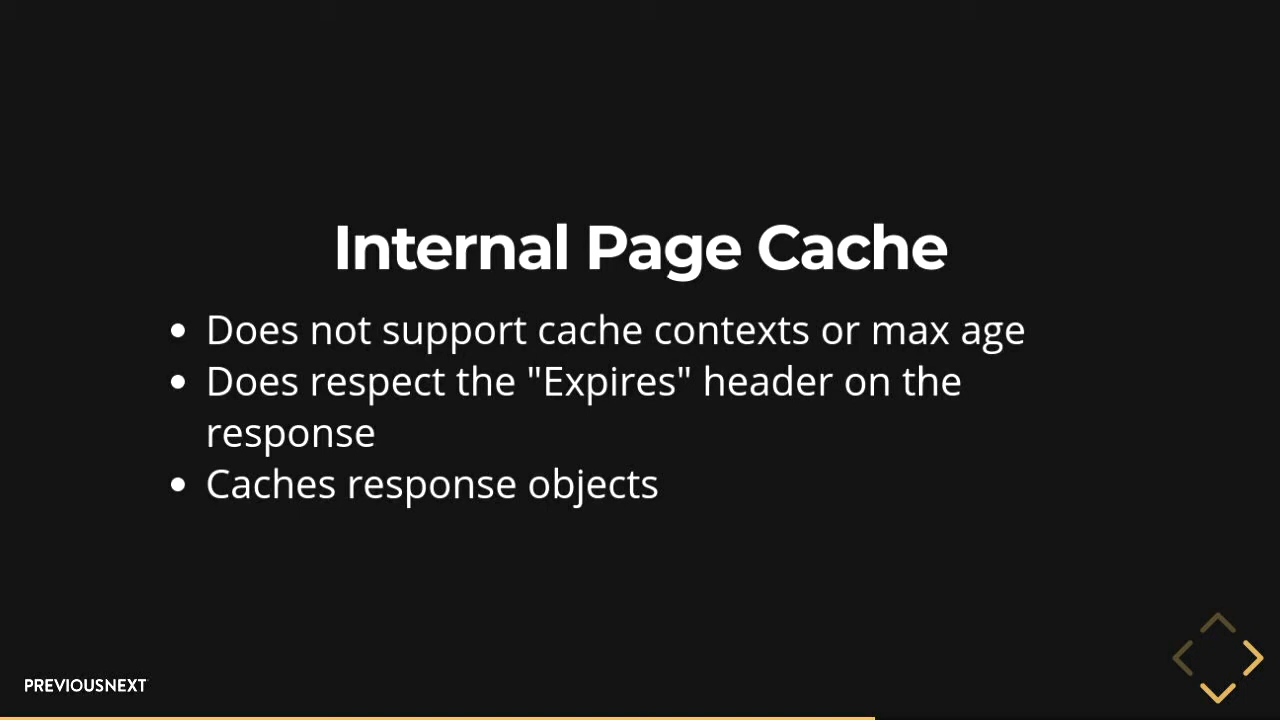 Internal Page Cache
• Does not support cache contexts or max age
• Does respect the "Expires" header on the
response
• Caches response objects
PREVIOUSNEXT